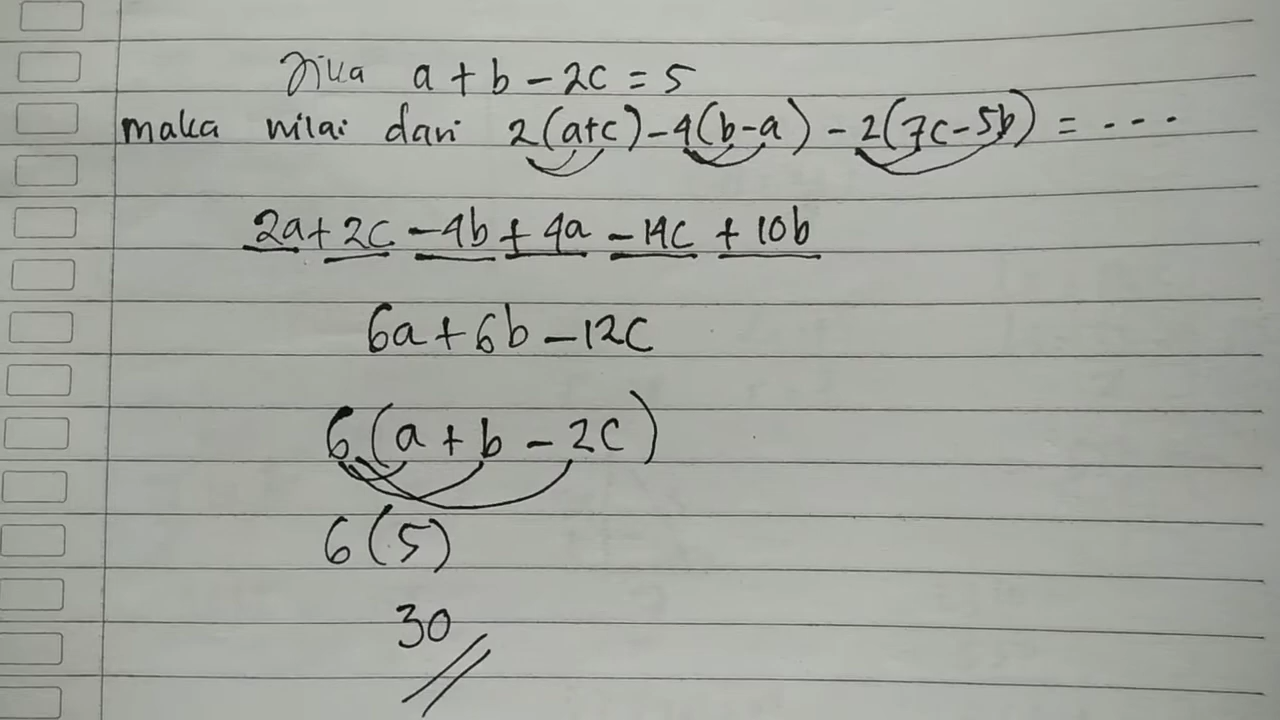 Jika a + b - 2c = 5
maka nilai dari 2(a+c) - 4(b-a) - 2(7c-5b) = ...
2a + 2c - 4b + 4a - 14c + 10b
6a + 6b - 12c
6(a + b - 2c)
6(5)
30